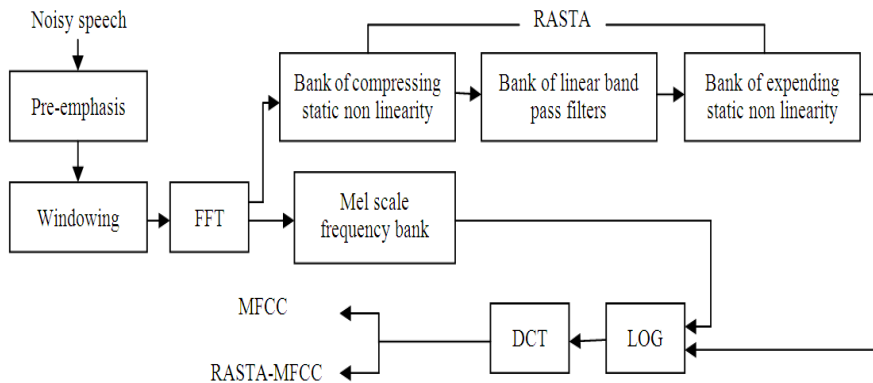 Noisy speech
RASTA
Pre-emphasis
Bank of compressing
static non linearity
Bank of linear band
pass filters
Bank of expending
static non linearity
Windowing
FFT
Mel scale
frequency bank
MFCC
RASTA-MFCC
DCT
LOG